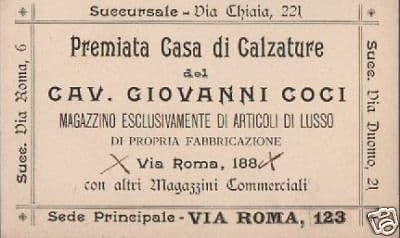 Succursale - Via Chiaia, 221
Succ. Via Roma, 6
Premiata Casa di Calzature
del
CAV. GIOVANNI COCI
MAGAZZINO ESCLUSIVAMENTE DI ARTICOLI DI LUSSO
DI PROPRIA FABBRICAZIONE
Via Roma, 188
con altri Magazzini Commerciali
Succ. Via Duomo, 21
Sede Principale - VIA ROMA, 123